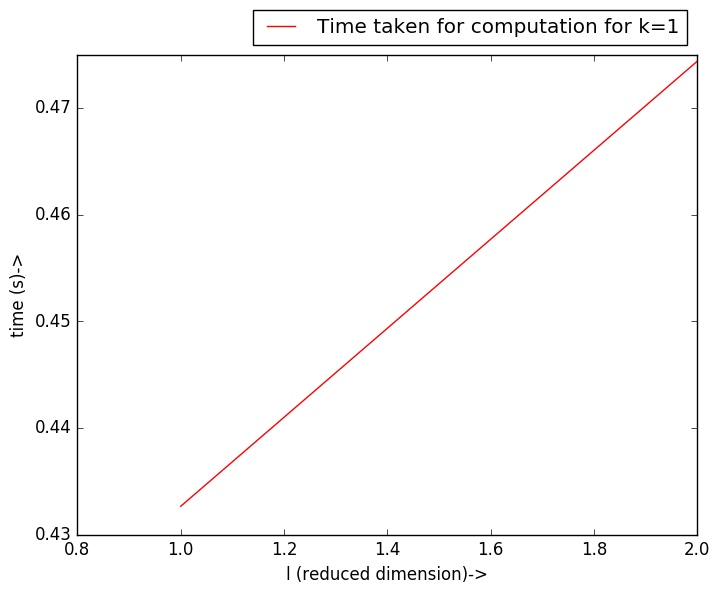 Time taken for computation for k=1
0.47
0.46
0.45
0.44
0.43
time (s)->
0.8 1.0 1.2 1.4 1.6 1.8 2.0
l (reduced dimension)->